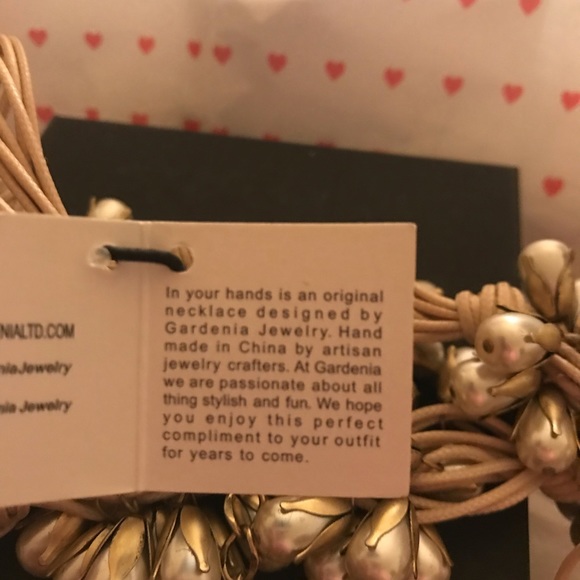 NIALTD.COM
niaJewelry
nia Jewelry
In your hands is an original
necklace designed by
Gardenia Jewelry. Hand
made in China by artisan
jewelry crafters. At Gardenia
we are passionate about all
thing stylish and fun. We hope
you enjoy this perfect
compliment to your outfit
for years to come.